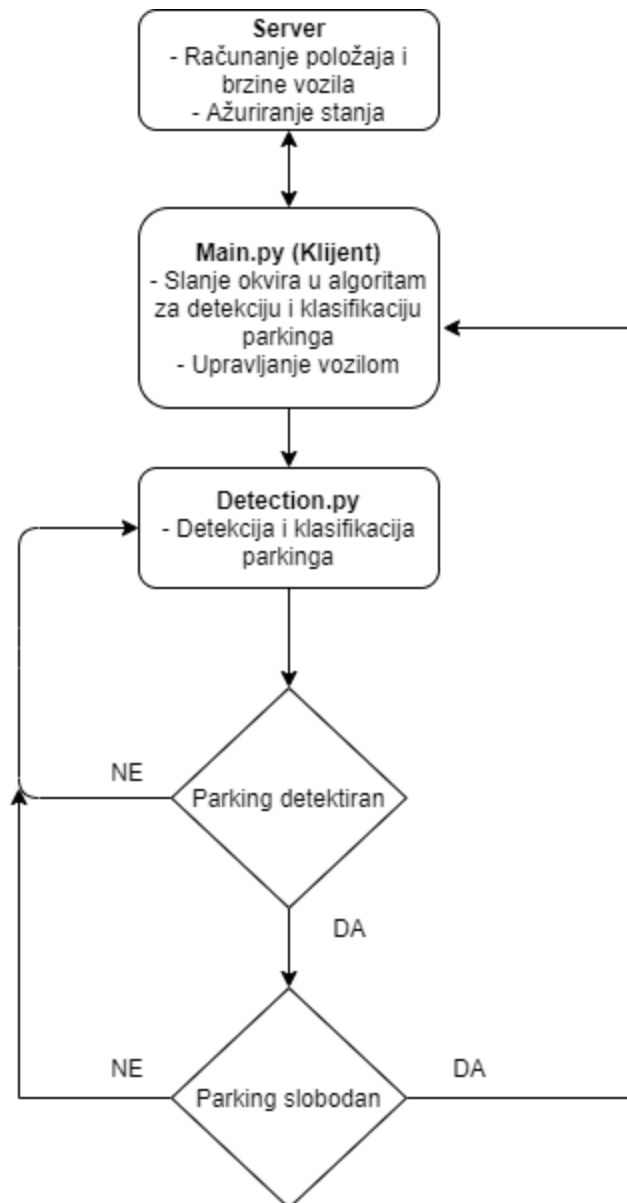 Server
- Računanje položaja i
brzine vozila
- Ažuriranje stanja
Main.py (Klijent)
- Slanje okvira u algoritam
za detekciju i klasifikaciju
parkinga
- Upravljanje vozilom
Detection.py
- Detekcija i klasifikacija
parkinga
NE
Parking detektiran
DA
NE
Parking slobodan
DA